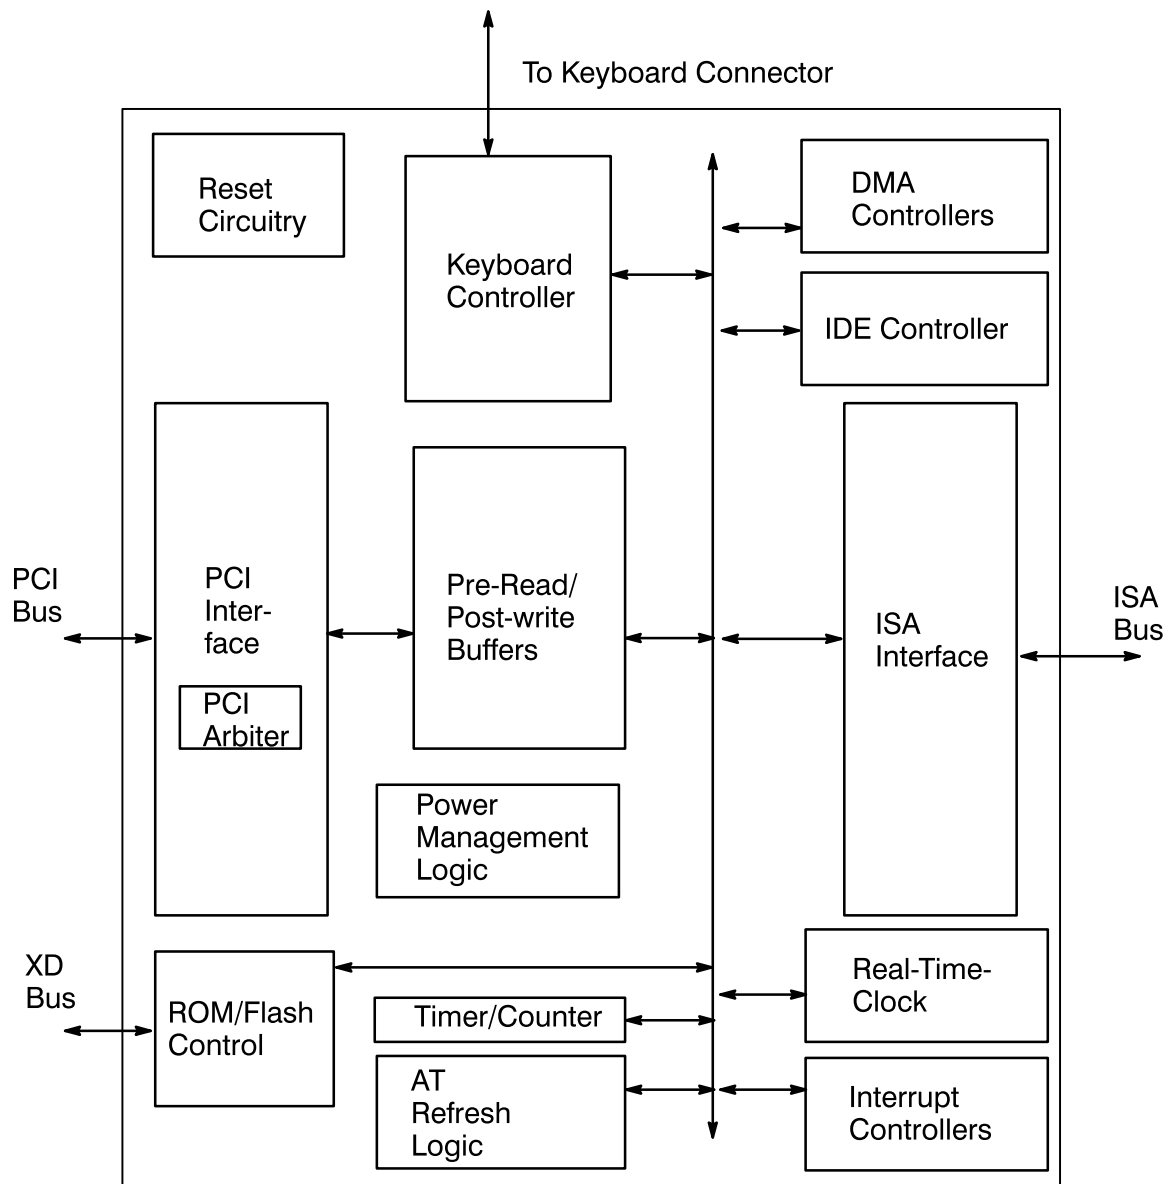 To Keyboard Connector
Reset
Circuitry
Keyboard
Controller
DMA
Controllers
IDE Controller
PCI
Bus
PCI
Inter-
face
PCI
Arbiter
Pre-Read/
Post-write
Buffers
ISA
Interface
ISA
Bus
Power
Management
Logic
XD
Bus
ROM/Flash
Control
Timer/Counter
AT
Refresh
Logic
Real-Time-
Clock
Interrupt
Controllers